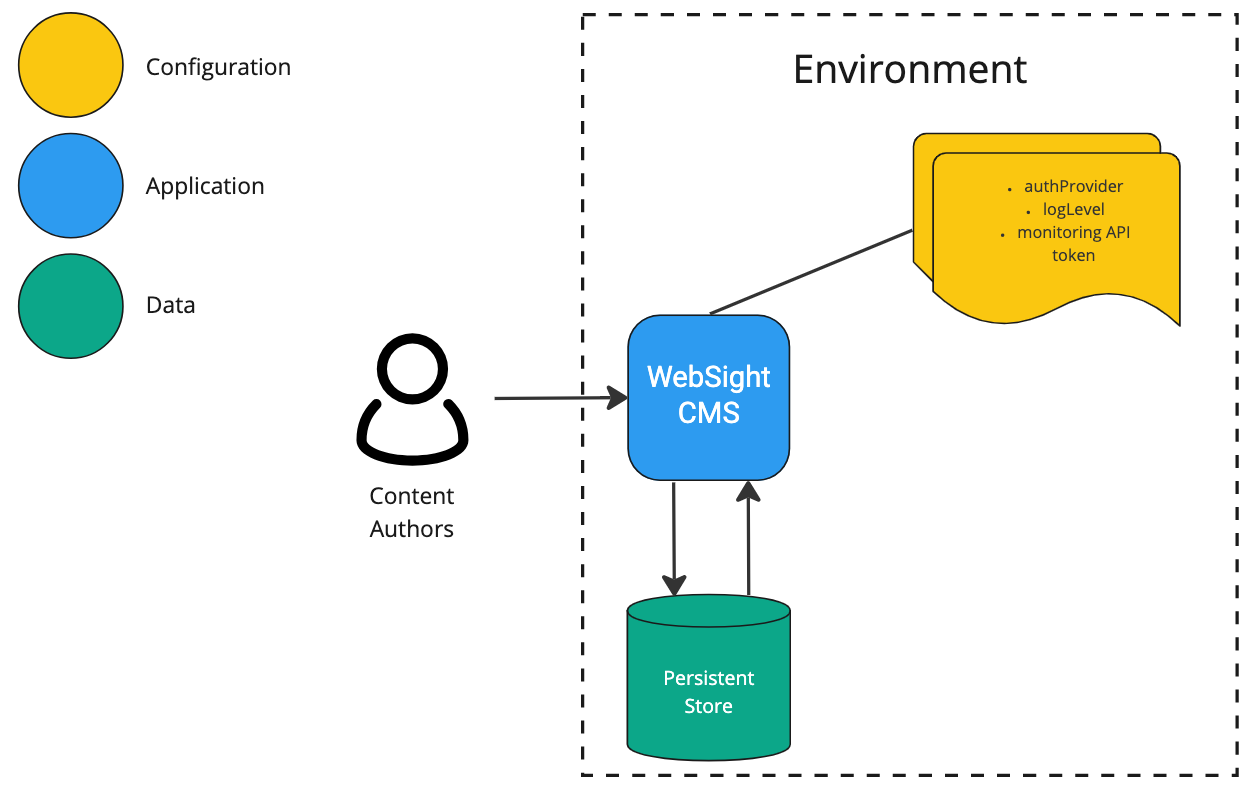 Configuration
Application
Data
Content
Authors
Environment
• authProvider
• logLevel
• monitoring API
token
WebSight
CMS
Persistent
Store